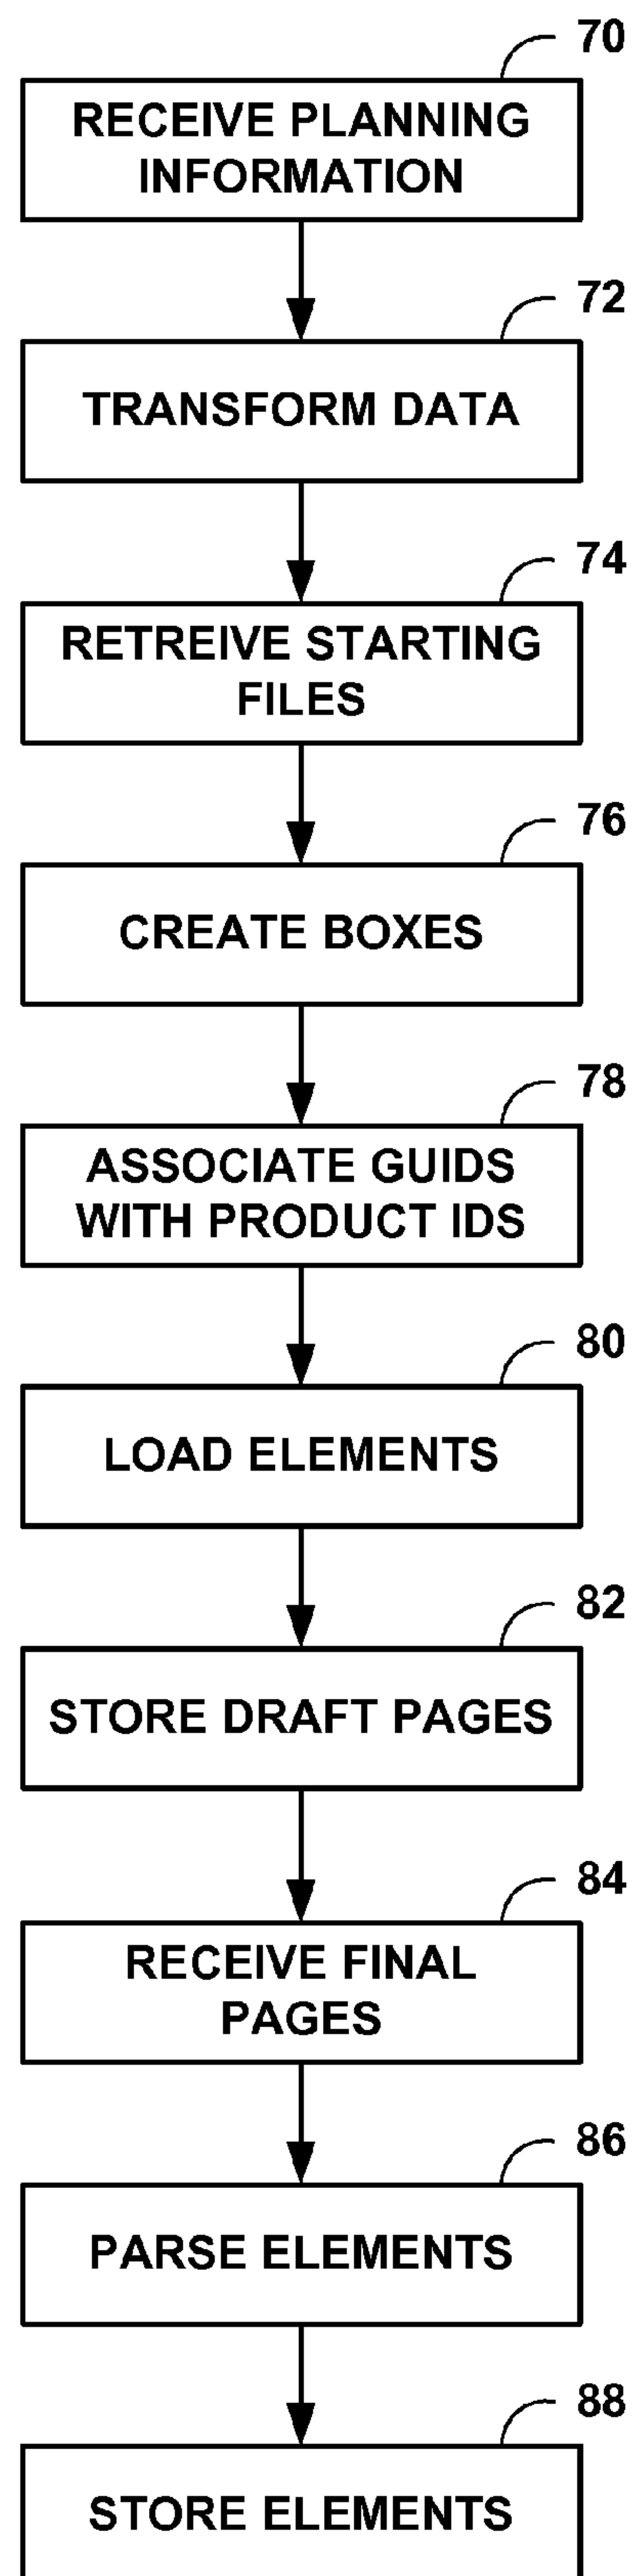 70
RECEIVE PLANNING
INFORMATION
72
TRANSFORM DATA
74
RETREIVE STARTING
FILES
76
CREATE BOXES
78
ASSOCIATE GUIDS
WITH PRODUCT IDS
80
LOAD ELEMENTS
82
STORE DRAFT PAGES
84
RECEIVE FINAL
PAGES
86
PARSE ELEMENTS
88
STORE ELEMENTS